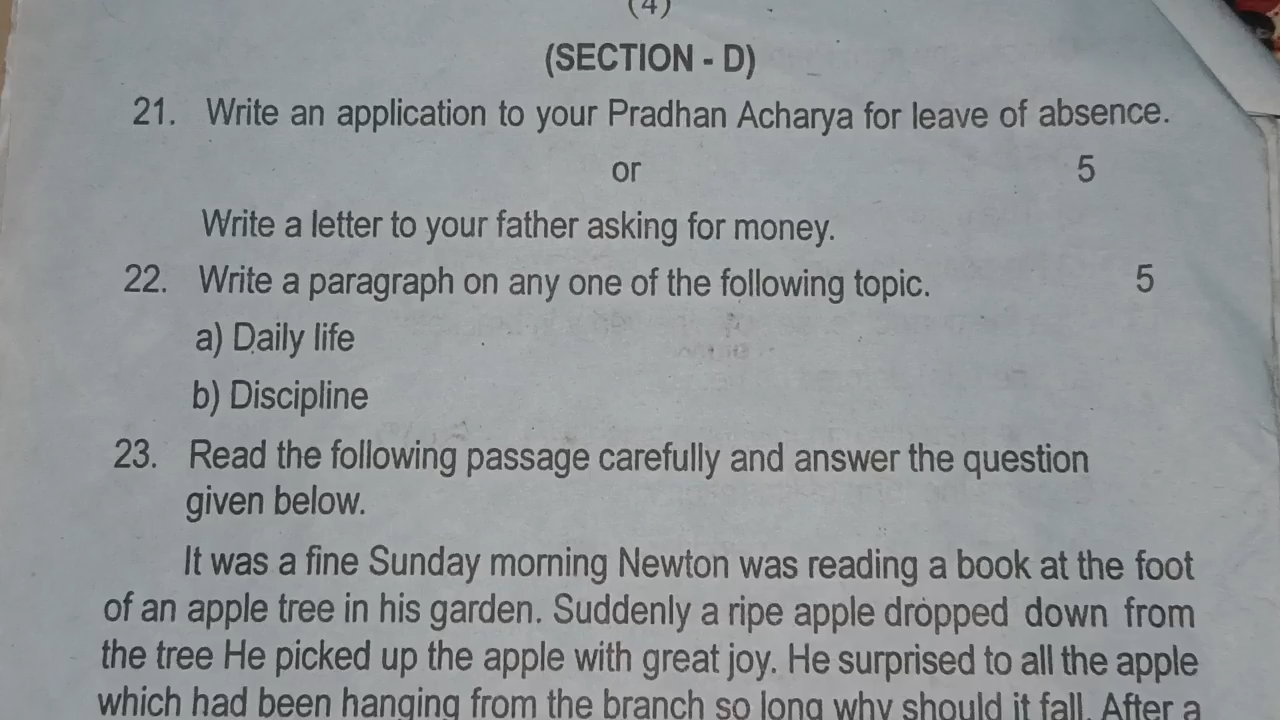 (4)
(SECTION - D)
21. Write an application to your Pradhan Acharya for leave of absence.
or 5
Write a letter to your father asking for money.
22. Write a paragraph on any one of the following topic. 5
a) Daily life
b) Discipline
23. Read the following passage carefully and answer the question
given below.
It was a fine Sunday morning Newton was reading a book at the foot
of an apple tree in his garden. Suddenly a ripe apple dropped down from
the tree He picked up the apple with great joy. He surprised to all the apple
which had been hanging from the branch so long why should it fall. After a